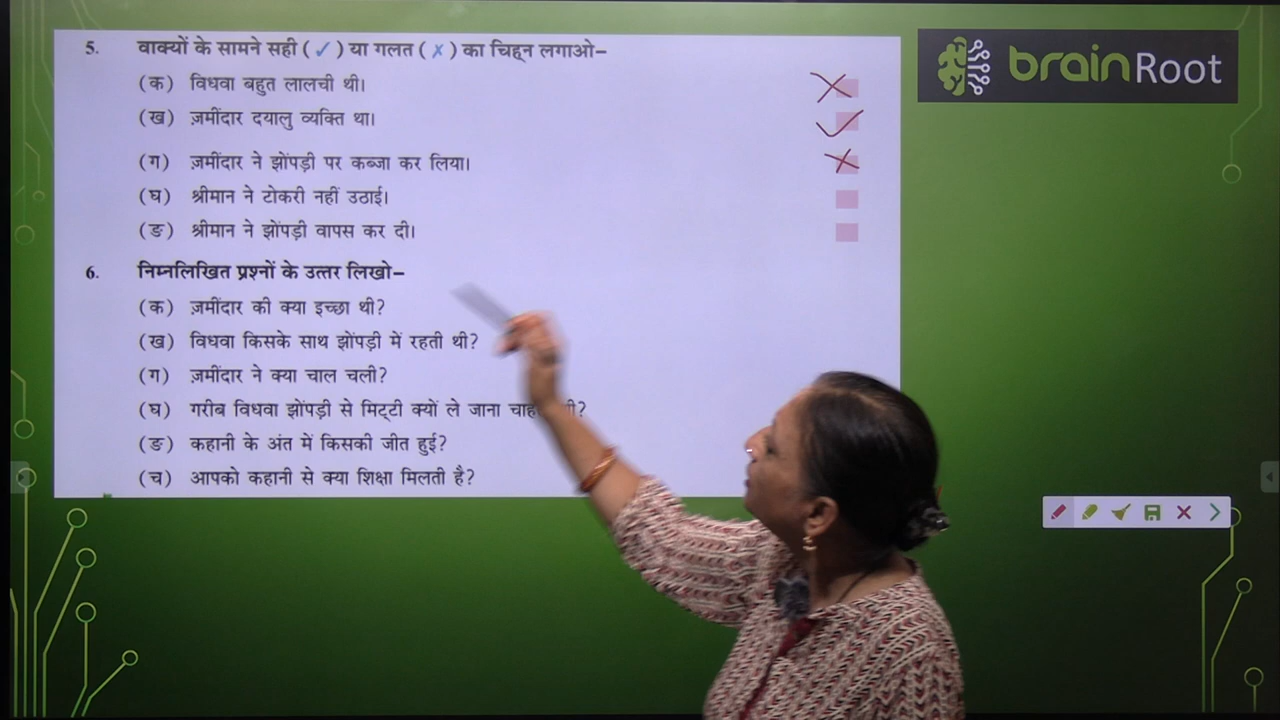 brainRoot
5. वाक्यों के सामने सही (✓) या गलत (✗) का चिह्न लगाओ–
(क) विधवा बहुत लालची थी। ✗
(ख) ज़मींदार दयालु व्यक्ति था। ✓
(ग) ज़मींदार ने झोंपड़ी पर कब्जा कर लिया। ✗
(घ) श्रीमान ने टोकरी नहीं उठाई।
(ङ) श्रीमान ने झोंपड़ी वापस कर दी।
6. निम्नलिखित प्रश्नों के उत्तर लिखो–
(क) ज़मींदार की क्या इच्छा थी?
(ख) विधवा किसके साथ झोंपड़ी में रहती थी?
(ग) ज़मींदार ने क्या चाल चली?
(घ) गरीब विधवा झोंपड़ी से मिट्टी क्यों ले जाना
(ङ) कहानी के अंत में किसकी जीत हुई?
(च) आपको कहानी से क्या शिक्षा मिलती है?